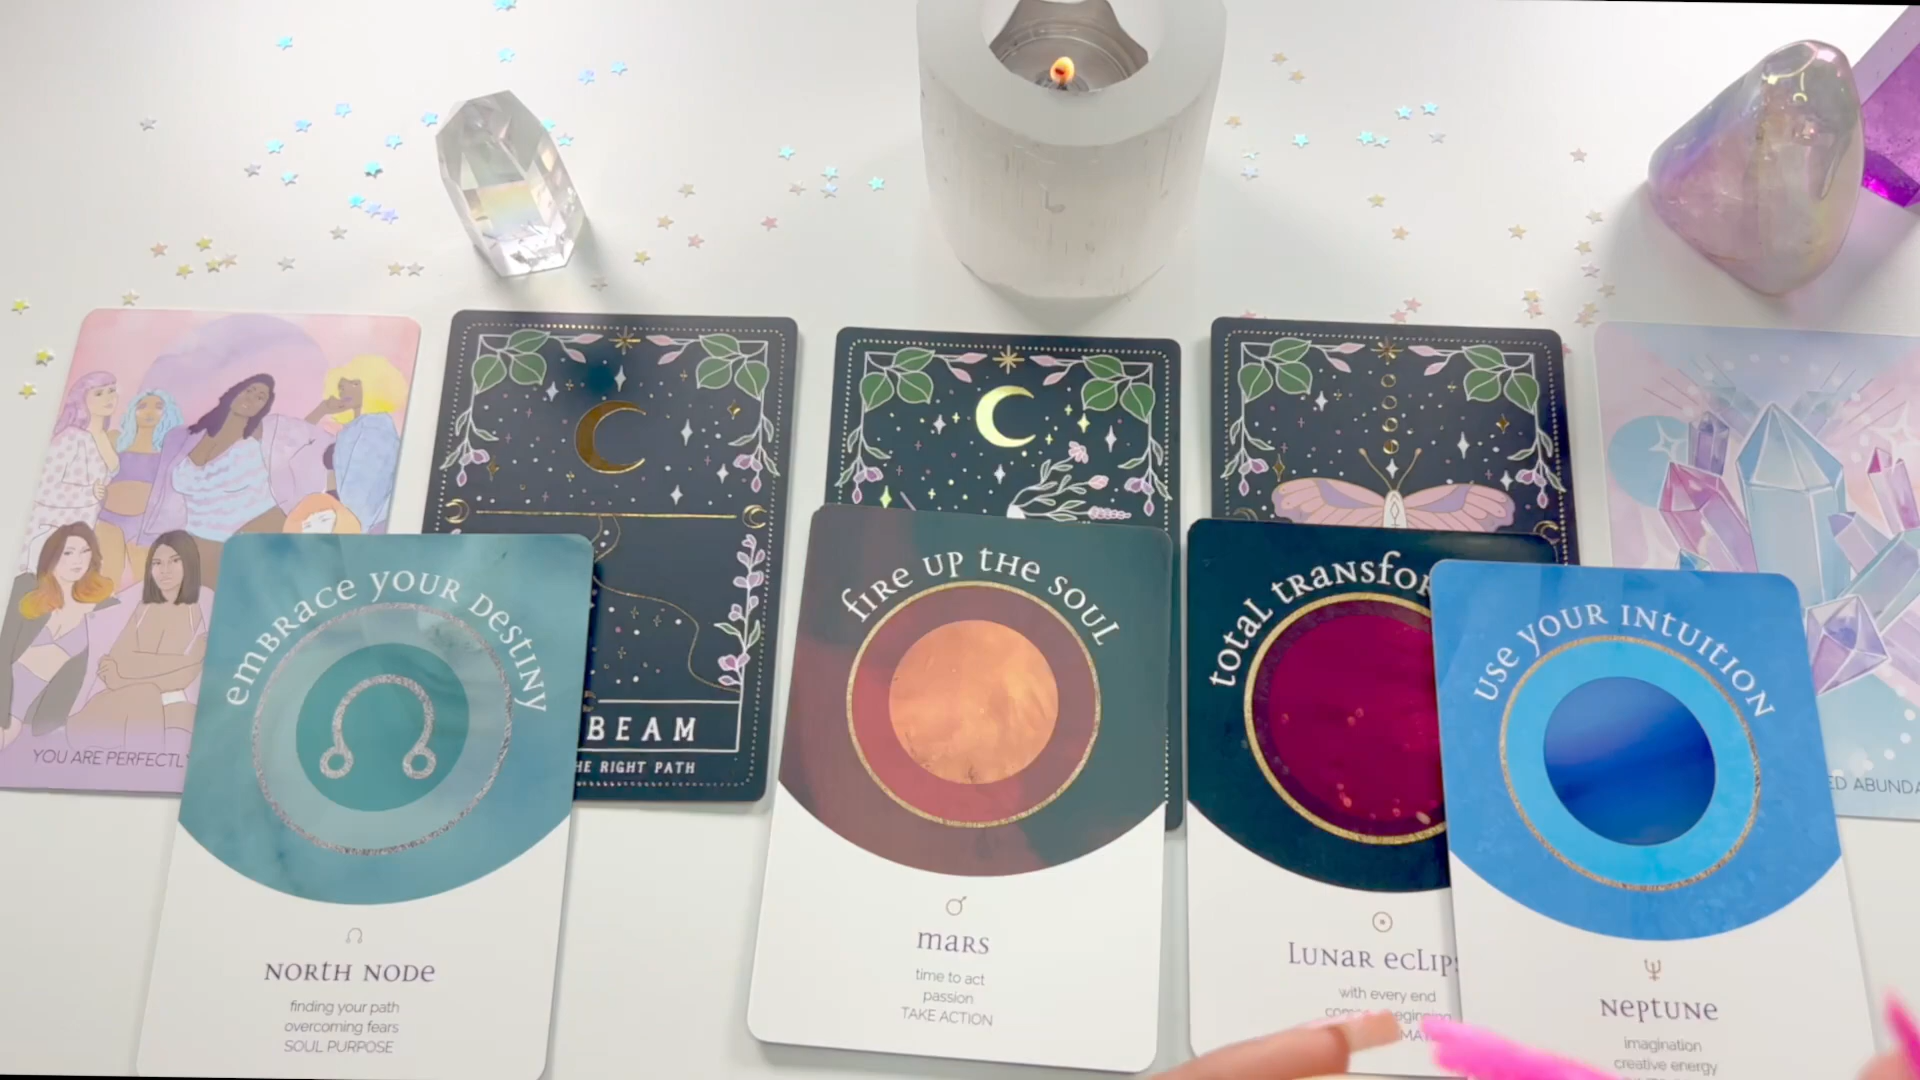 YOU ARE PERFECTLY
BEAM
HE RIGHT PATH
ED ABUNDA
embrace your destiny
north node
finding your path
overcoming fears
SOUL PURPOSE
fire up the soul
mars
time to act
passion
TAKE ACTION
total transfor
Lunar eclip
with every end
use your intuition
neptune
imagination
creative energy